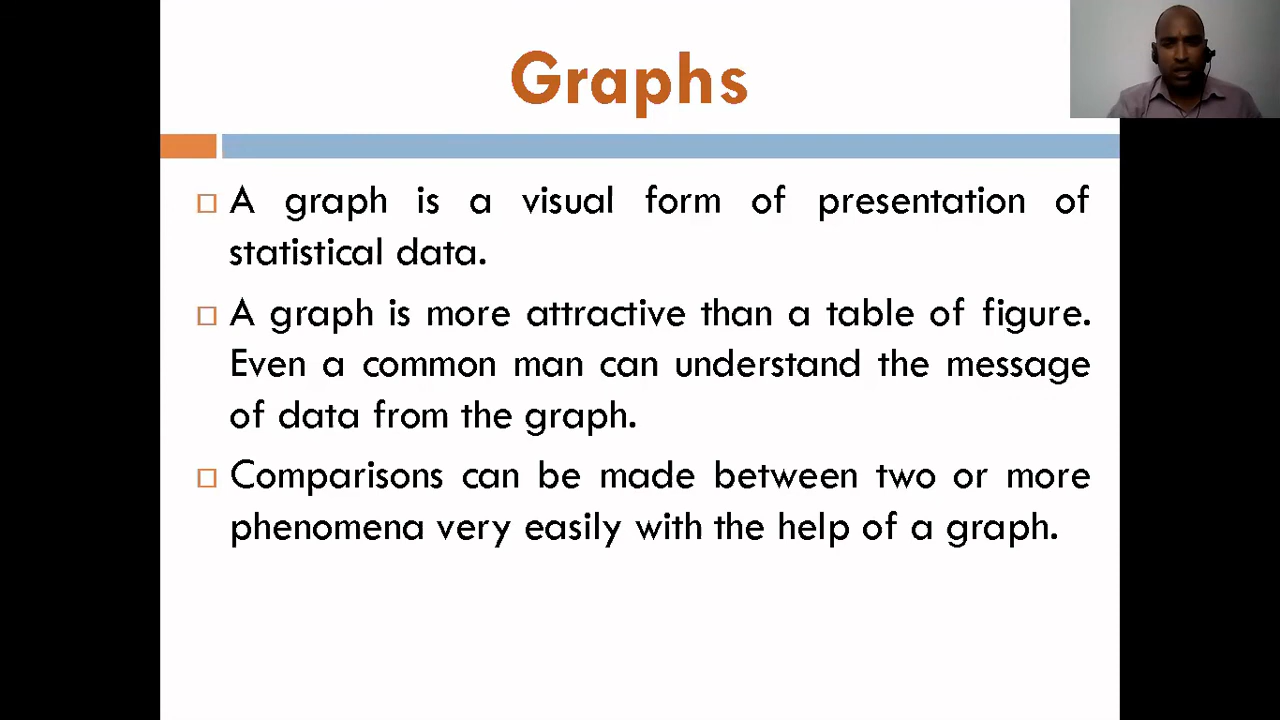 Graphs
A graph is a visual form of presentation of
statistical data.
A graph is more attractive than a table of figure.
Even a common man can understand the message
of data from the graph.
Comparisons can be made between two or more
phenomena very easily with the help of a graph.